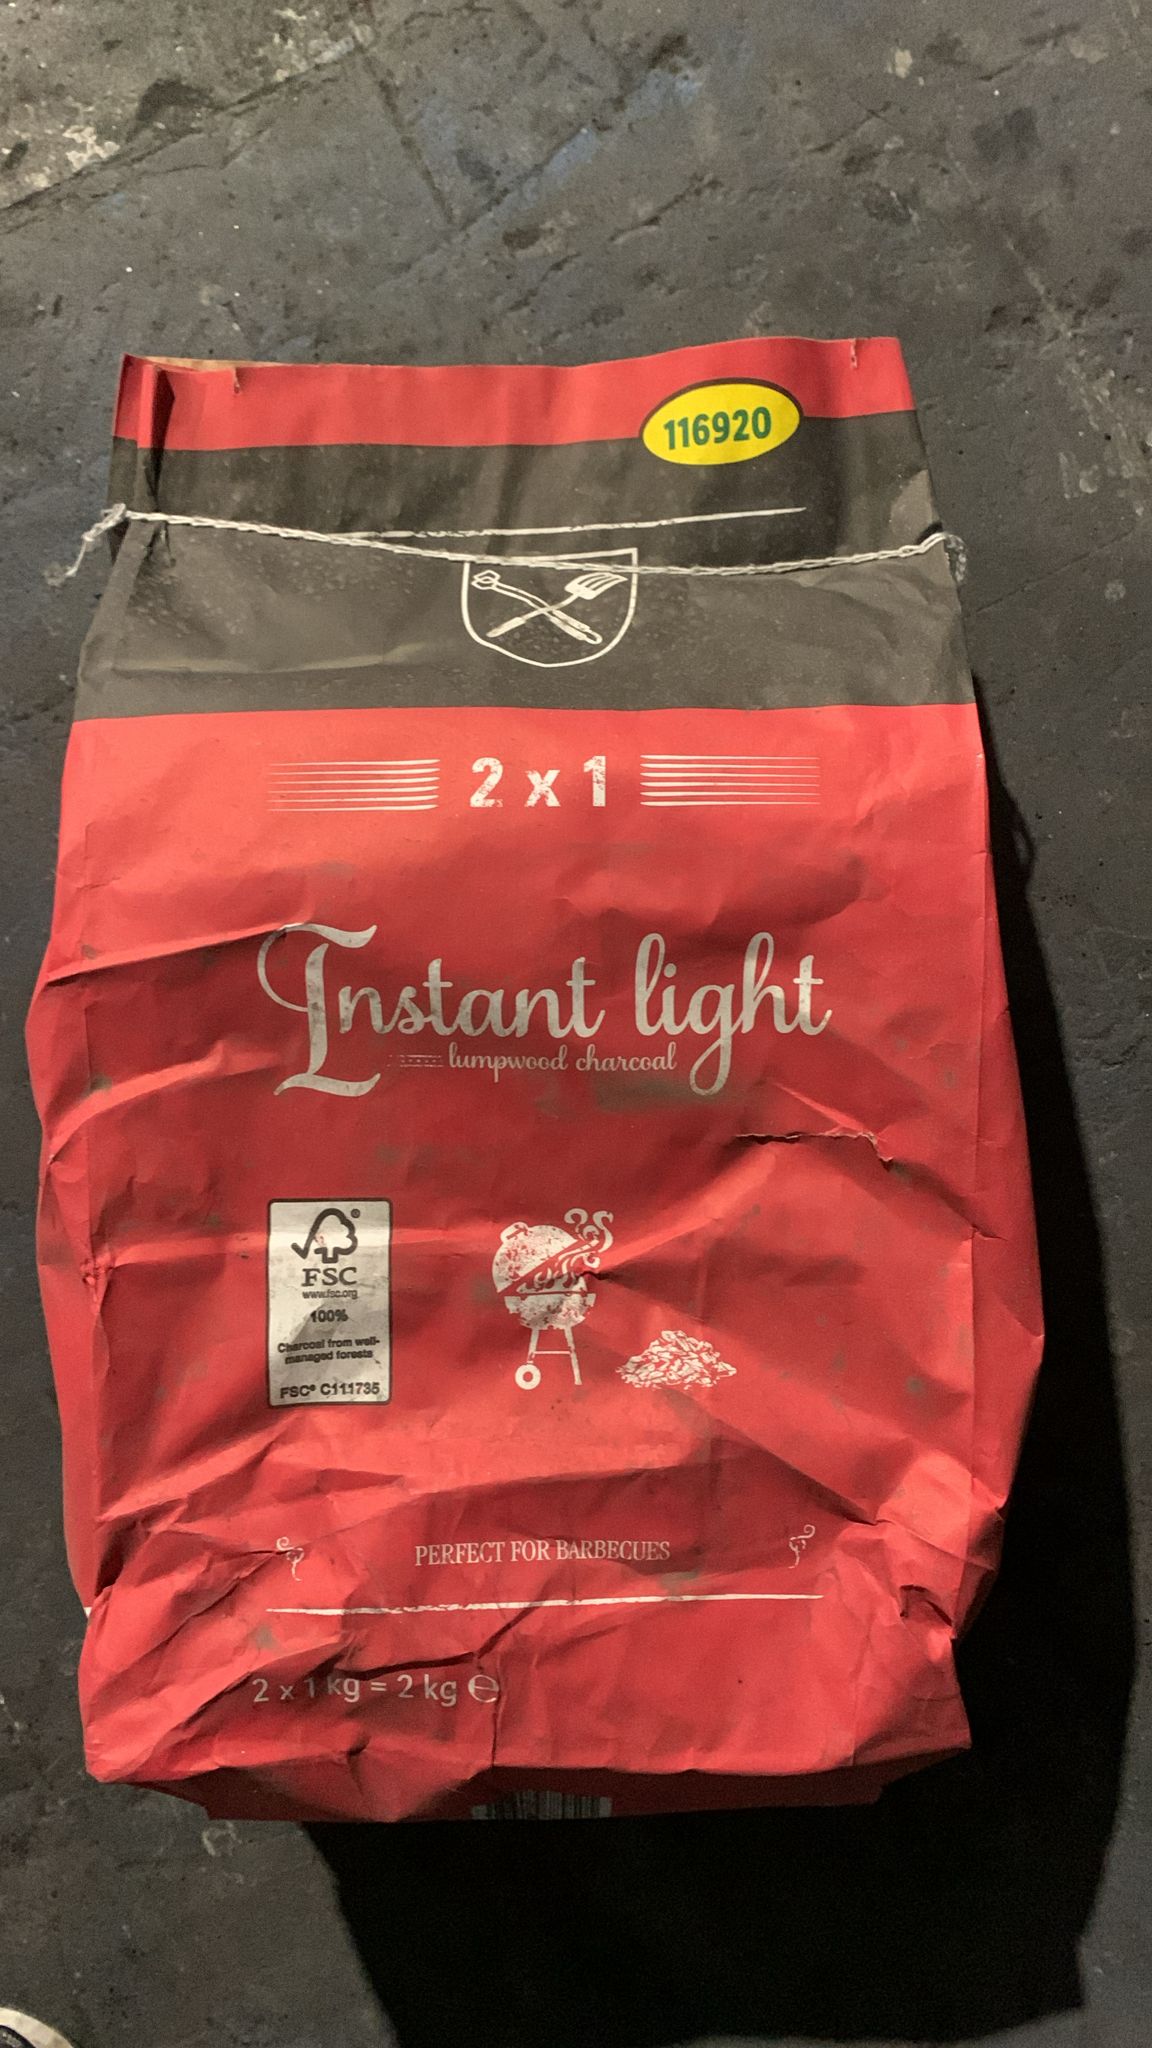 116920
2 x 1
Instant light
lumpwood charcoal
FSC®
www.fsc.org
100%
Charcoal from well-
managed forests
FSC® C111735
PERFECT FOR BARBECUES
2 x 1 kg = 2 kg ℮